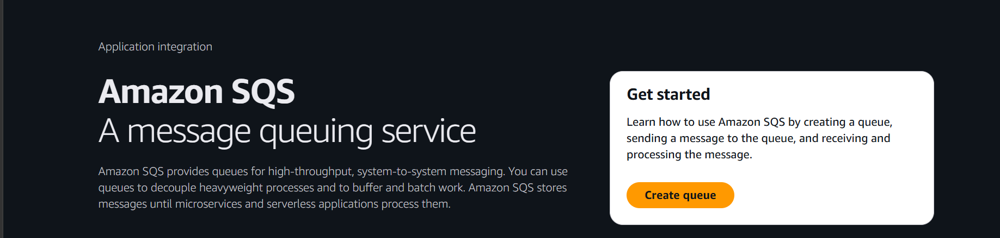 Application integration
Amazon SQS
A message queuing service
Amazon SQS provides queues for high-throughput, system-to-system messaging. You can use
queues to decouple heavyweight processes and to buffer and batch work. Amazon SQS stores
messages until microservices and serverless applications process them.
Get started
Learn how to use Amazon SQS by creating a queue,
sending a message to the queue, and receiving and
processing the message.
Create queue